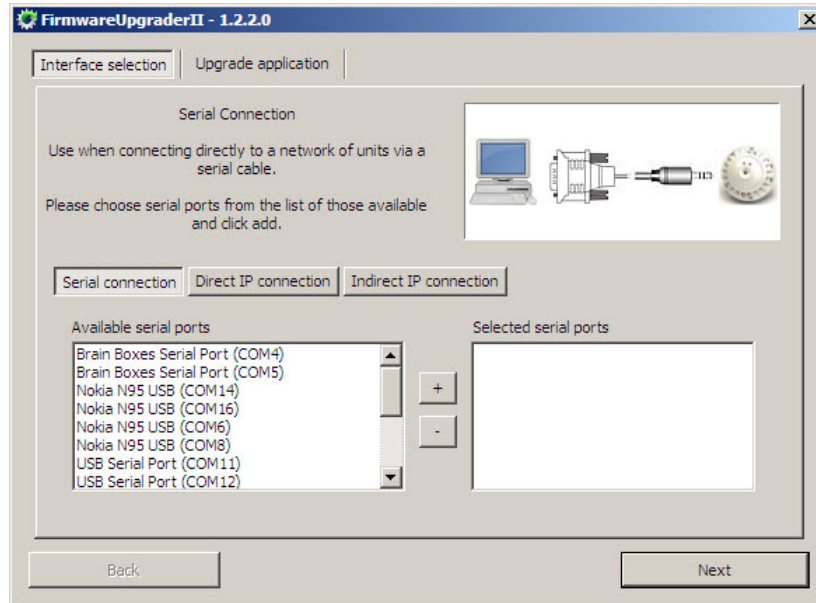 FirmwareUpgraderII - 1.2.2.0
Interface selection
Upgrade application
Serial Connection
Use when connecting directly to a network of units via a
serial cable.
Please choose serial ports from the list of those available
and click add.
Serial connection
Direct IP connection
Indirect IP connection
Available serial ports
Selected serial ports
Brain Boxes Serial Port (COM4)
Brain Boxes Serial Port (COM5)
Nokia N95 USB (COM14)
Nokia N95 USB (COM16)
Nokia N95 USB (COM6)
Nokia N95 USB (COM8)
USB Serial Port (COM11)
USB Serial Port (COM12)
+
-
Back
Next